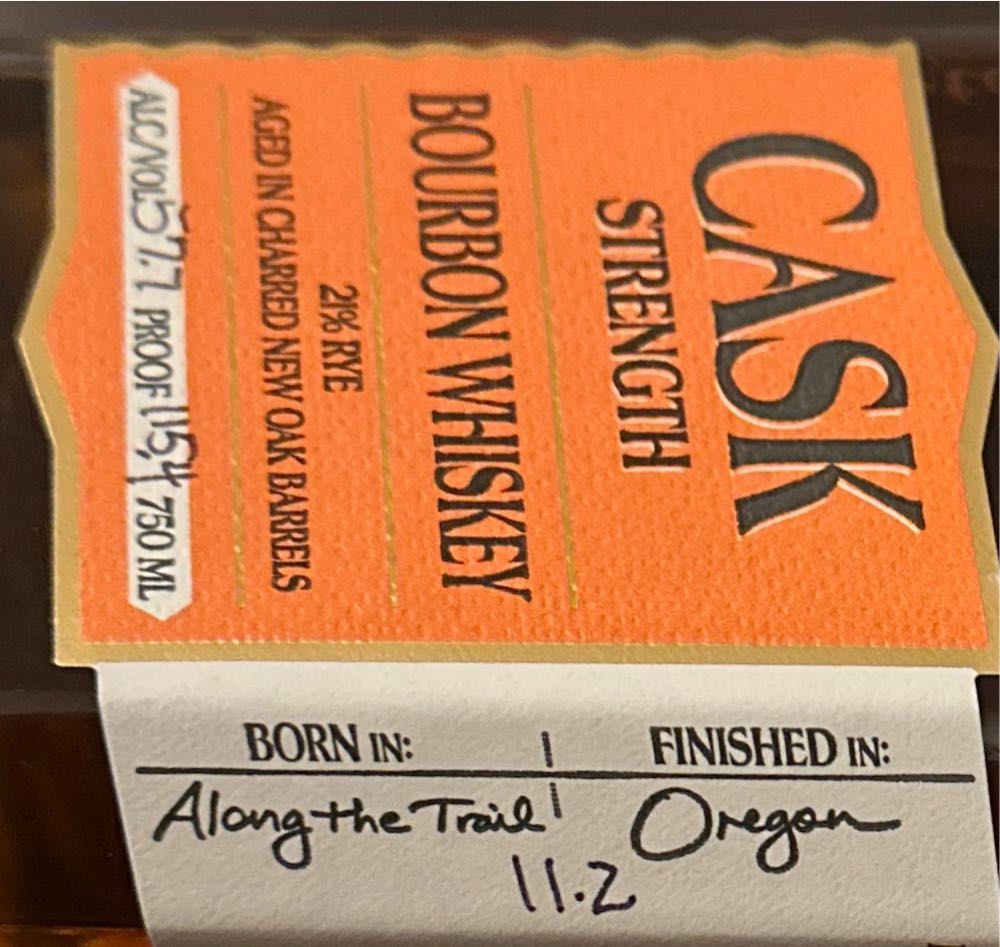 CASK
STRENGTH
BOURBON WHISKEY
21% RYE
AGED IN CHARRED NEW OAK BARRELS
ALC/VOL 57.7 PROOF 115.4 750 ML
BORN IN: | FINISHED IN:
Along the Trail | Oregon
11.2